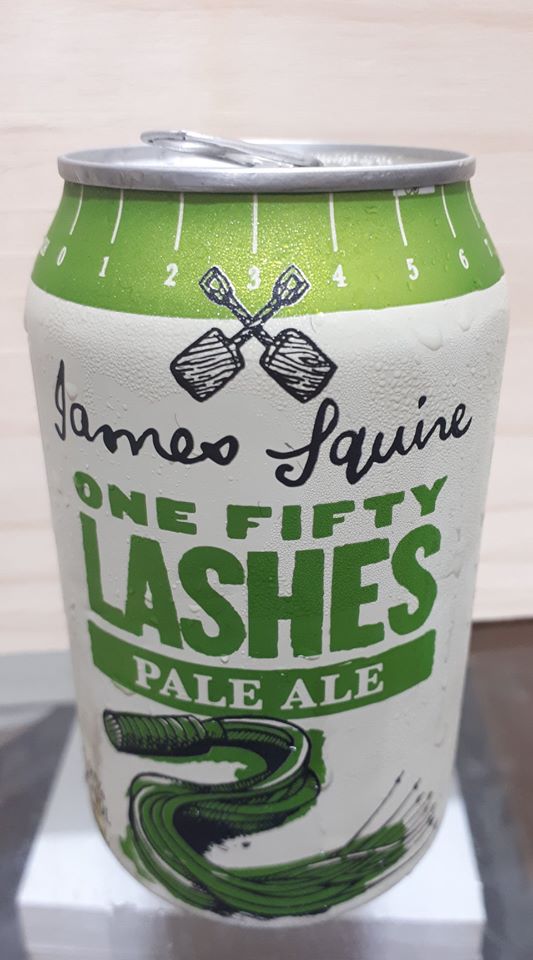 0 1 2 3 4 5 6
James Squire
ONE FIFTY
LASHES
PALE ALE